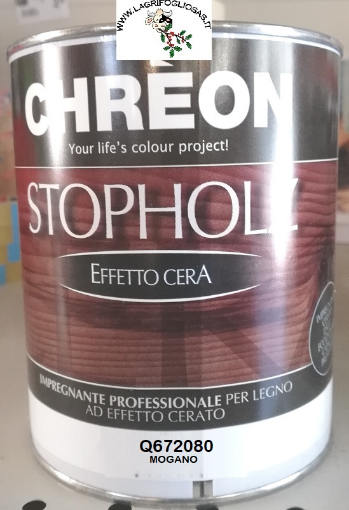 WWW.LAGRIFOGLIOGAS.IT
CHREON
Your life's colour project!
STOPHOLZ
EFFETTO CERA
IMPREGNANTE PROFESSIONALE PER LEGNO
AD EFFETTO CERATO
Q672080
MOGANO